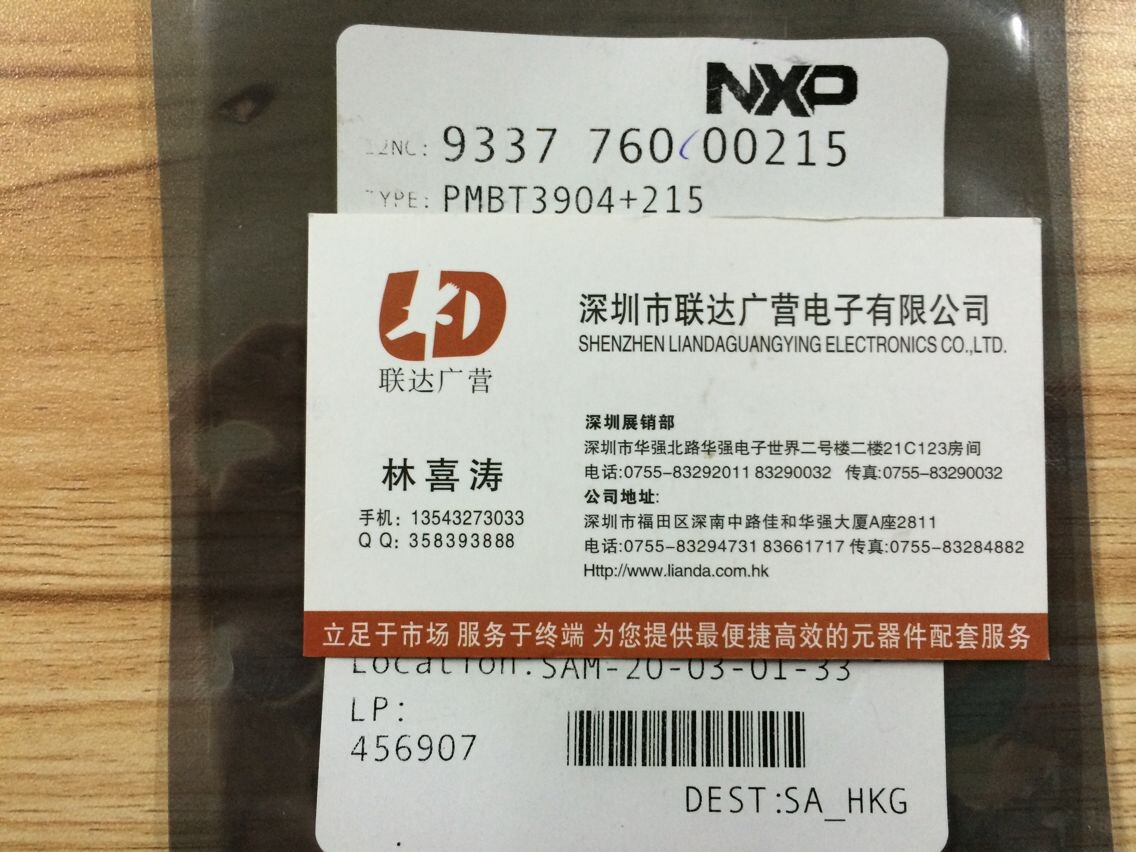 NXP
12NC: 9337 760 00215
TYPE: PMBT3904+215
LD
联达广营
深圳市联达广营电子有限公司
SHENZHEN LIANDAGUANGYING ELECTRONICS CO.,LTD.
林喜涛
手机: 13543273033
QQ: 358393888
深圳展销部
深圳市华强北路华强电子世界二号楼二楼21C123房间
电话:0755-83292011 83290032 传真:0755-83290032
公司地址:
深圳市福田区深南中路佳和华强大厦A座2811
电话:0755-83294731 83661717 传真:0755-83284882
Http://www.lianda.com.hk
立足于市场 服务于终端 为您提供最便捷高效的元器件配套服务
Location:SAM-20-03-01-33
LP:
456907
DEST:SA_HKG